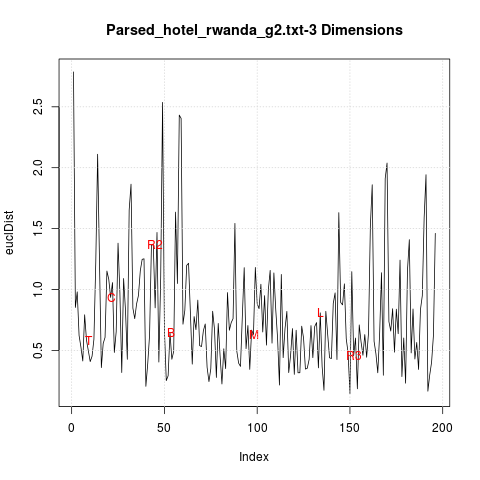 Parsed_hotel_rwanda_g2.txt-3 Dimensions
euclDist
2.5
2.0
1.5
1.0
0.5
T
C
R2
B
M
L
R3
0
50
100
150
200
Index